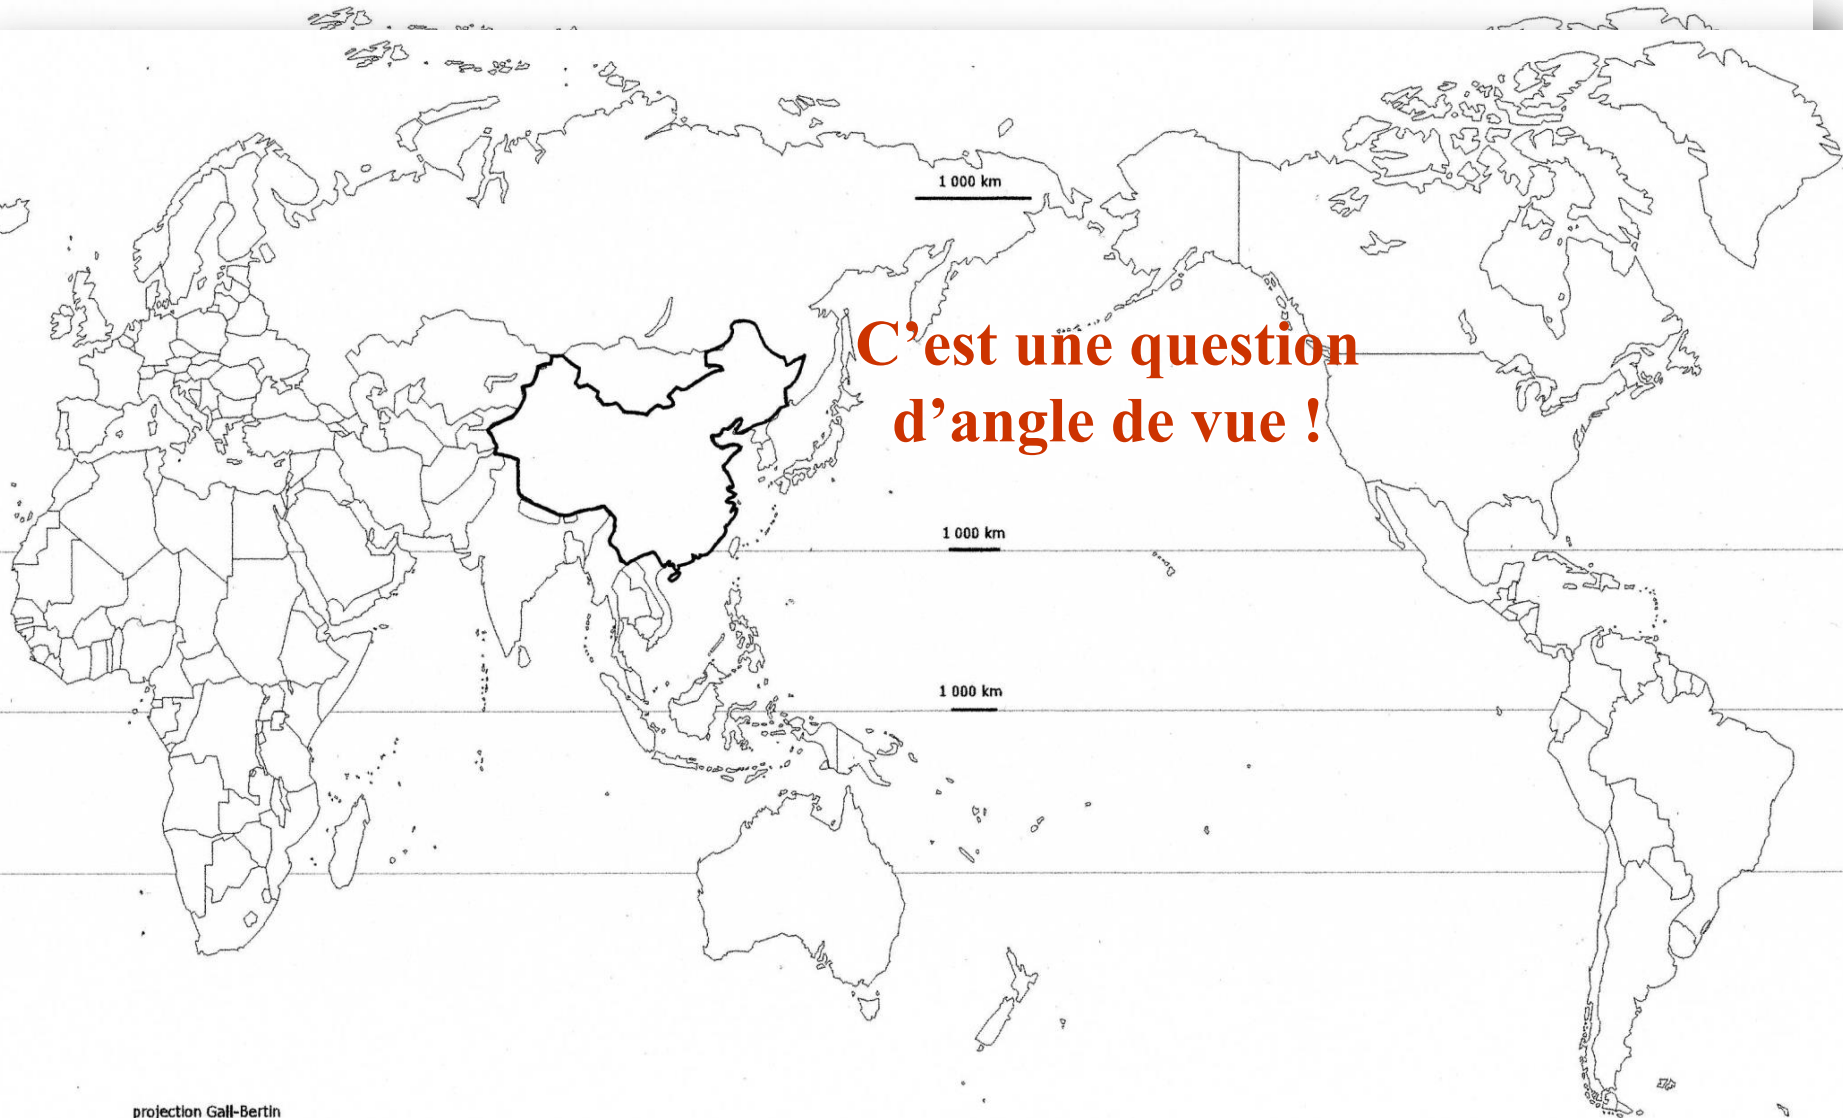 1 000 km
C’est une question
d’angle de vue !
1 000 km
1 000 km
projection Gall-Bertin